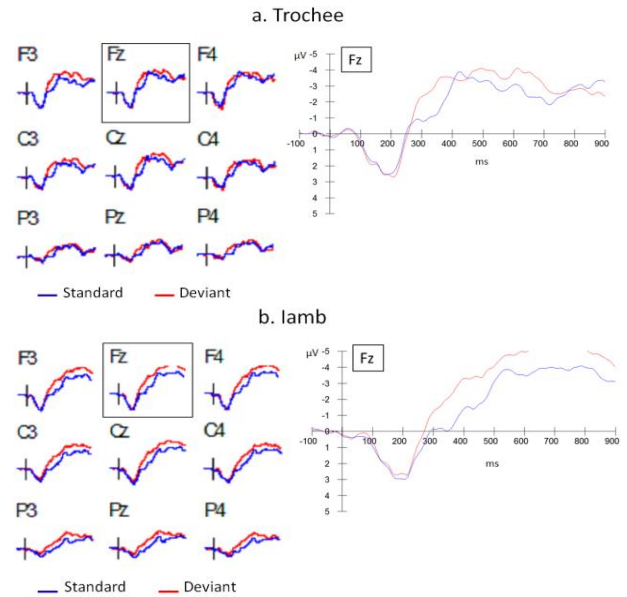 a. Trochee
F3 Fz F4
C3 Cz C4
P3 Pz P4
Standard Deviant
µV -5
Fz
-4
-3
-2
-1
0
-100 0 100 200 300 400 500 600 700 800 900
1
ms
2
3
4
5
b. Iamb
F3 Fz F4
C3 Cz C4
P3 Pz P4
Standard Deviant
µV -5
Fz
-4
-3
-2
-1
0
-100 0 100 200 300 400 500 600 700 800 900
1
ms
2
3
4
5